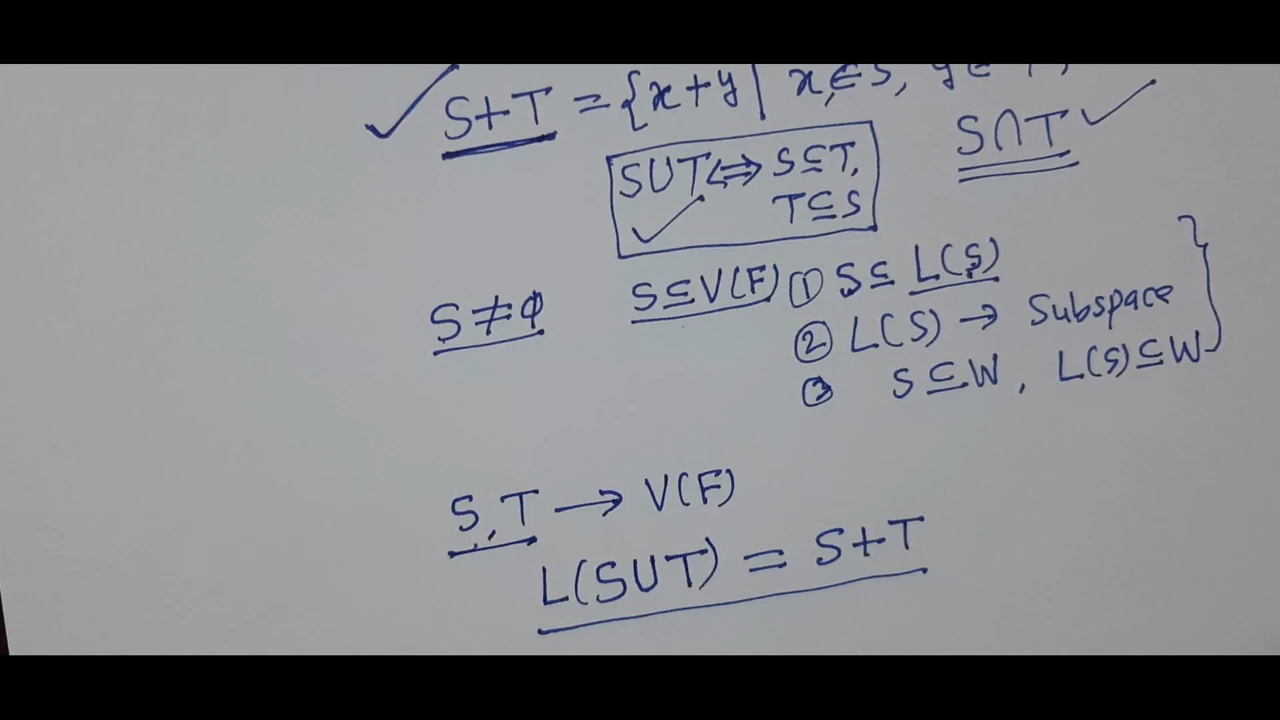 S+T = {x+y | x∈S, y∈T,
S∪T ⟺ S⊆T,
T⊆S
S∩T
S≠ϕ S⊆V(F) ① S⊆ L(S)
② L(S) → Subspace
③ S⊆W, L(S)⊆W
S,T → V(F)
L(S∪T) = S+T